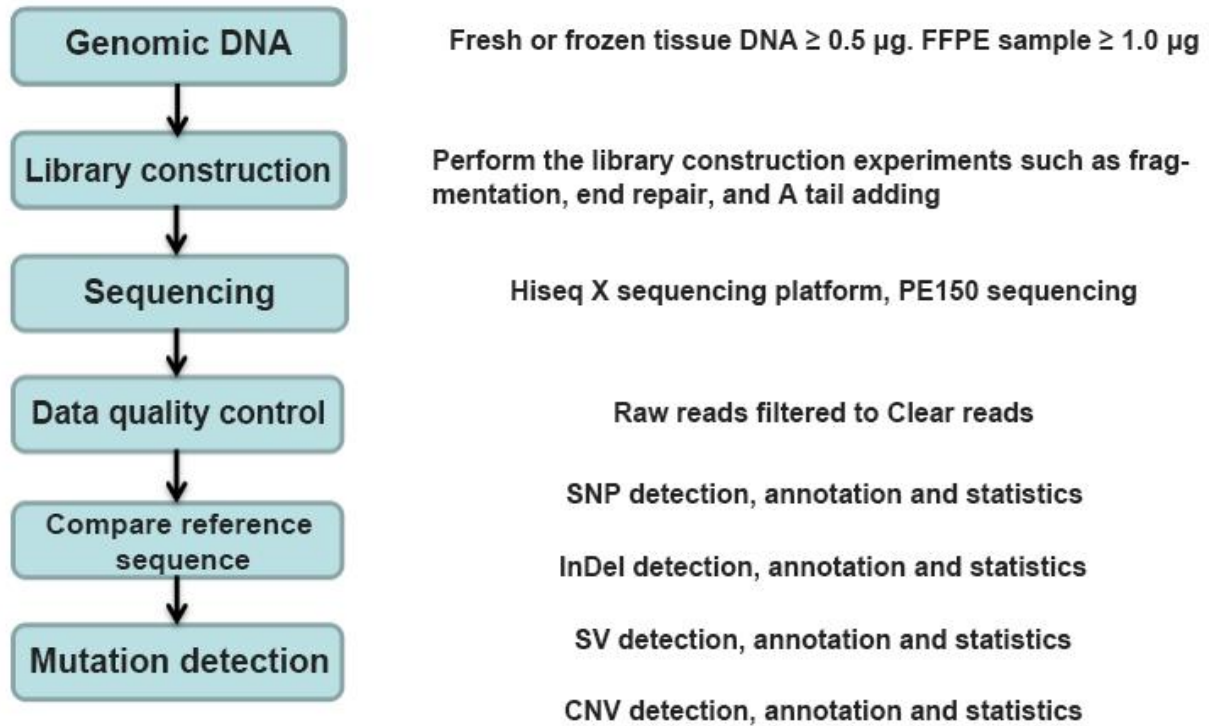 Genomic DNA
Fresh or frozen tissue DNA ≥ 0.5 μg. FFPE sample ≥ 1.0 μg
Library construction
Perform the library construction experiments such as frag-
mentation, end repair, and A tail adding
Sequencing
Hiseq X sequencing platform, PE150 sequencing
Data quality control
Raw reads filtered to Clear reads
Compare reference
sequence
SNP detection, annotation and statistics
InDel detection, annotation and statistics
Mutation detection
SV detection, annotation and statistics
CNV detection, annotation and statistics